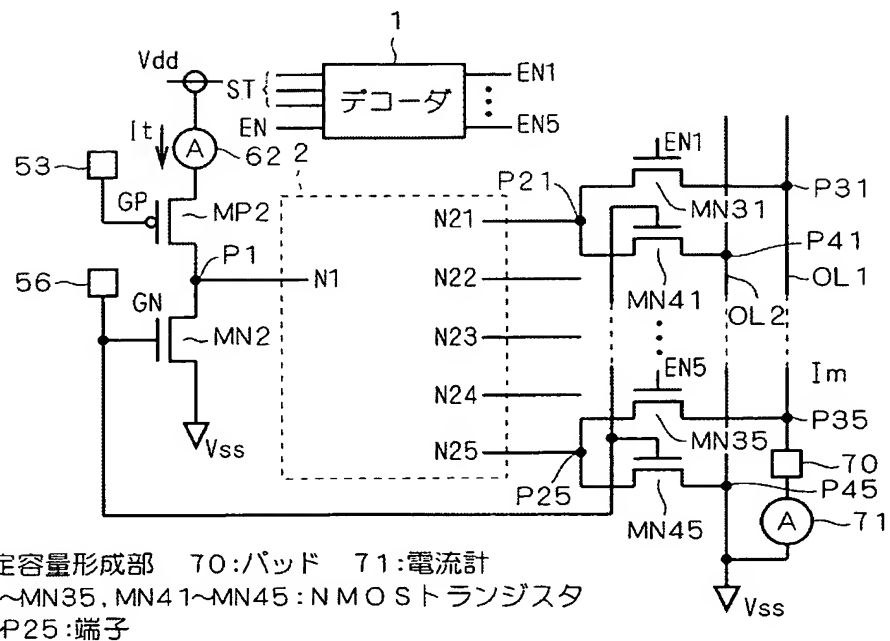 1
Vdd
ST
EN
デコーダ
EN1
EN5
It
A
62
2
53
GP
MP2
P1
56
GN
MN2
Vss
N1
N21
N22
N23
N24
N25
P21
P25
EN1
MN31
MN41
P31
P41
OL1
OL2
EN5
Im
MN35
MN45
P35
70
P45
A
71
Vss
定容量形成部 70:パッド 71:電流計
~MN35,MN41~MN45:NMOSトランジスタ
P25:端子